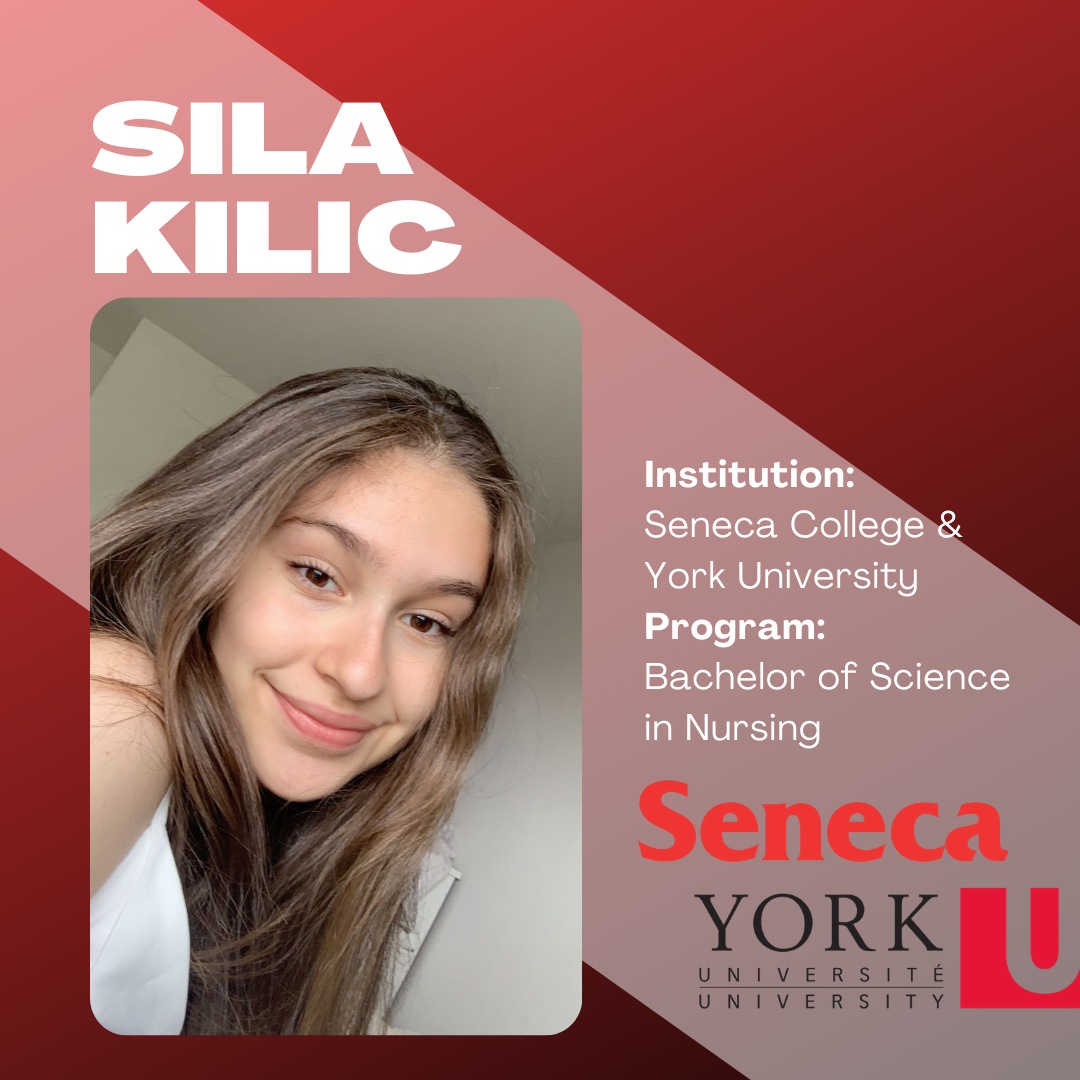 SILA
KILIC
Institution:
Seneca College &
York University
Program:
Bachelor of Science
in Nursing
Seneca
YORK U
UNIVERSITÉ
UNIVERSITY